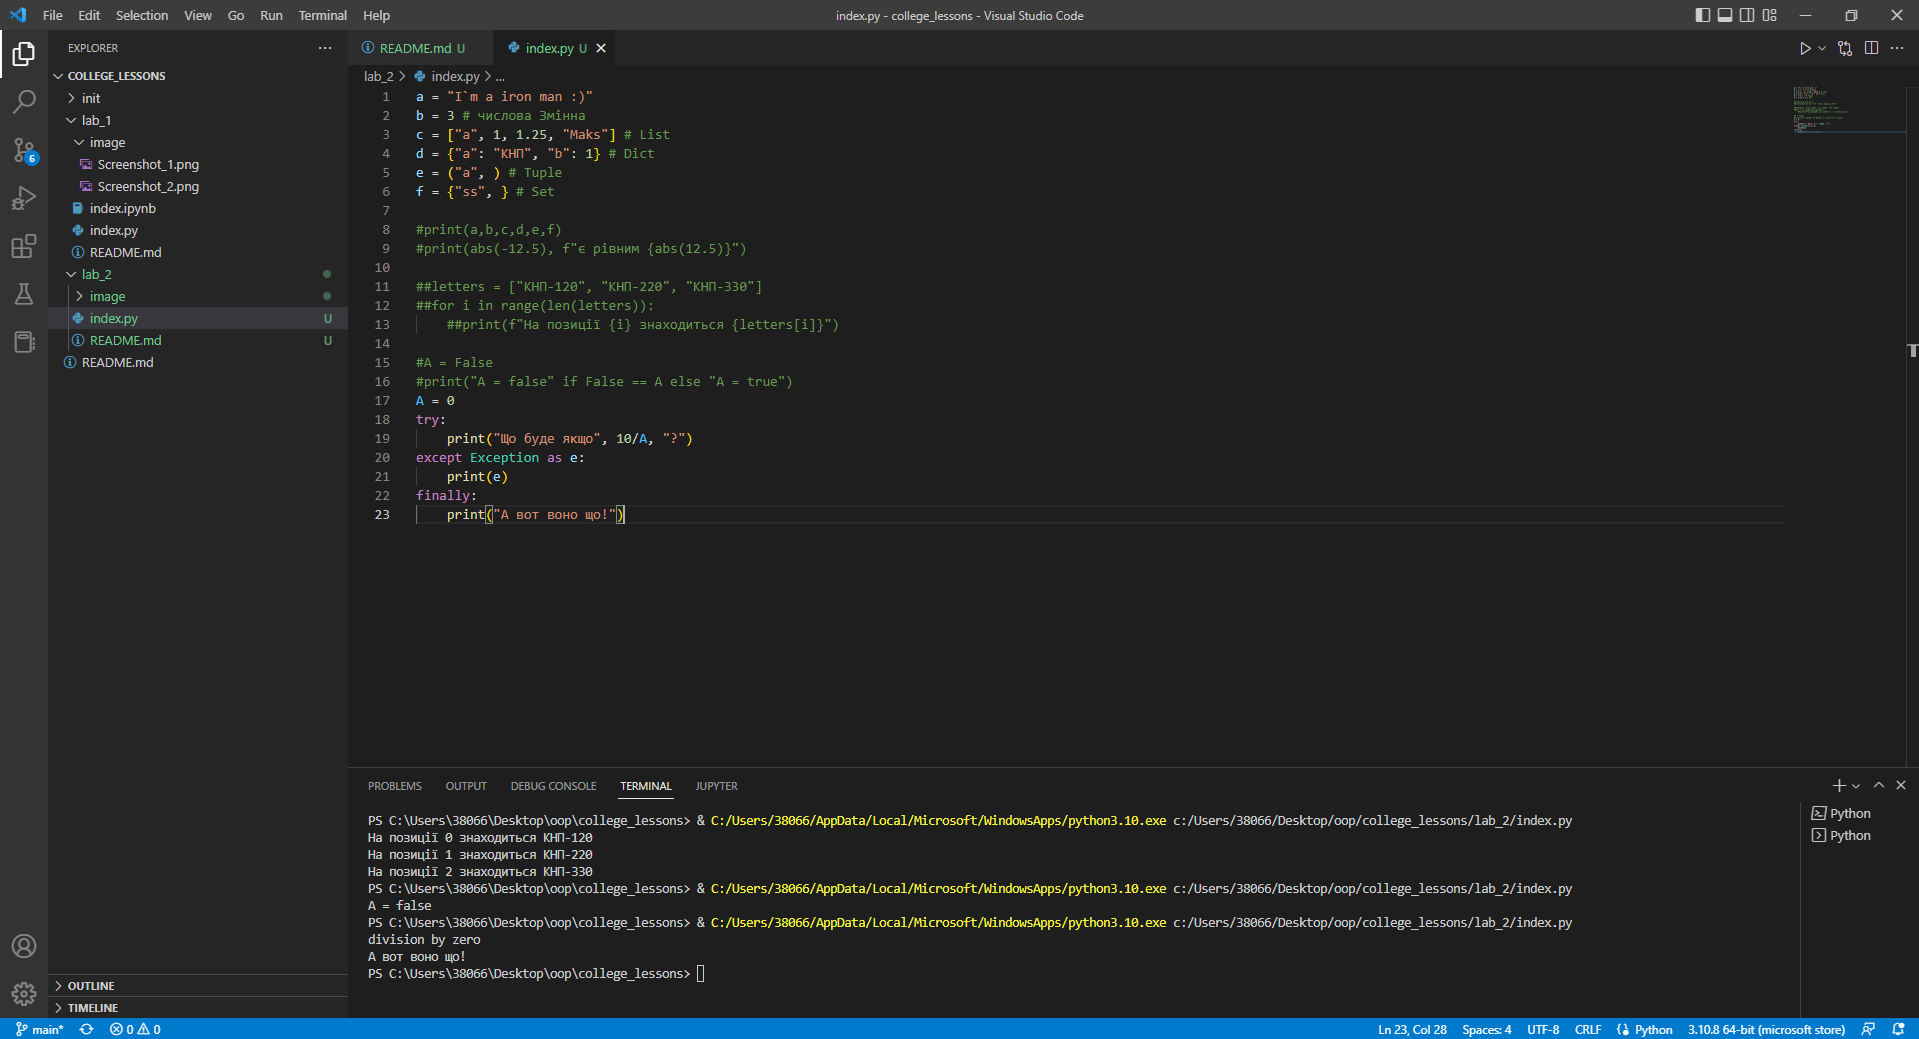 File Edit Selection View Go Run Terminal Help
index.py - college_lessons - Visual Studio Code
EXPLORER
COLLEGE_LESSONS
init
lab_1
image
Screenshot_1.png
Screenshot_2.png
index.ipynb
index.py
README.md
lab_2
image
index.py U
README.md U
README.md
OUTLINE
TIMELINE
6
README.md U
index.py U
lab_2 > index.py > ...
1 a = "I`m a iron man :)"
2 b = 3 # числова Змінна
3 c = ["a", 1, 1.25, "Maks"] # List
4 d = {"a": "КНП", "b": 1} # Dict
5 e = ("a", ) # Tuple
6 f = {"ss", } # Set
7
8 #print(a,b,c,d,e,f)
9 #print(abs(-12.5), f"є рівним {abs(12.5)}")
10
11 ##letters = ["КНП-120", "КНП-220", "КНП-330"]
12 ##for i in range(len(letters)):
13     ##print(f"На позиції {i} знаходиться {letters[i]}")
14
15 #A = False
16 #print("A = false" if False == A else "A = true")
17 A = 0
18 try:
19     print("Що буде якщо", 10/A, "?")
20 except Exception as e:
21     print(e)
22 finally:
23     print("А вот воно що!")
PROBLEMS OUTPUT DEBUG CONSOLE TERMINAL JUPYTER
PS C:\Users\38066\Desktop\oop\college_lessons> & C:/Users/38066/AppData/Local/Microsoft/WindowsApps/python3.10.exe c:/Users/38066/Desktop/oop/college_lessons/lab_2/index.py
На позиції 0 знаходиться КНП-120
На позиції 1 знаходиться КНП-220
На позиції 2 знаходиться КНП-330
PS C:\Users\38066\Desktop\oop\college_lessons> & C:/Users/38066/AppData/Local/Microsoft/WindowsApps/python3.10.exe c:/Users/38066/Desktop/oop/college_lessons/lab_2/index.py
A = false
PS C:\Users\38066\Desktop\oop\college_lessons> & C:/Users/38066/AppData/Local/Microsoft/WindowsApps/python3.10.exe c:/Users/38066/Desktop/oop/college_lessons/lab_2/index.py
division by zero
А вот воно що!
PS C:\Users\38066\Desktop\oop\college_lessons>
Python
Python
main* 0 0
Ln 23, Col 28 Spaces: 4 UTF-8 CRLF Python 3.10.8 64-bit (microsoft store)